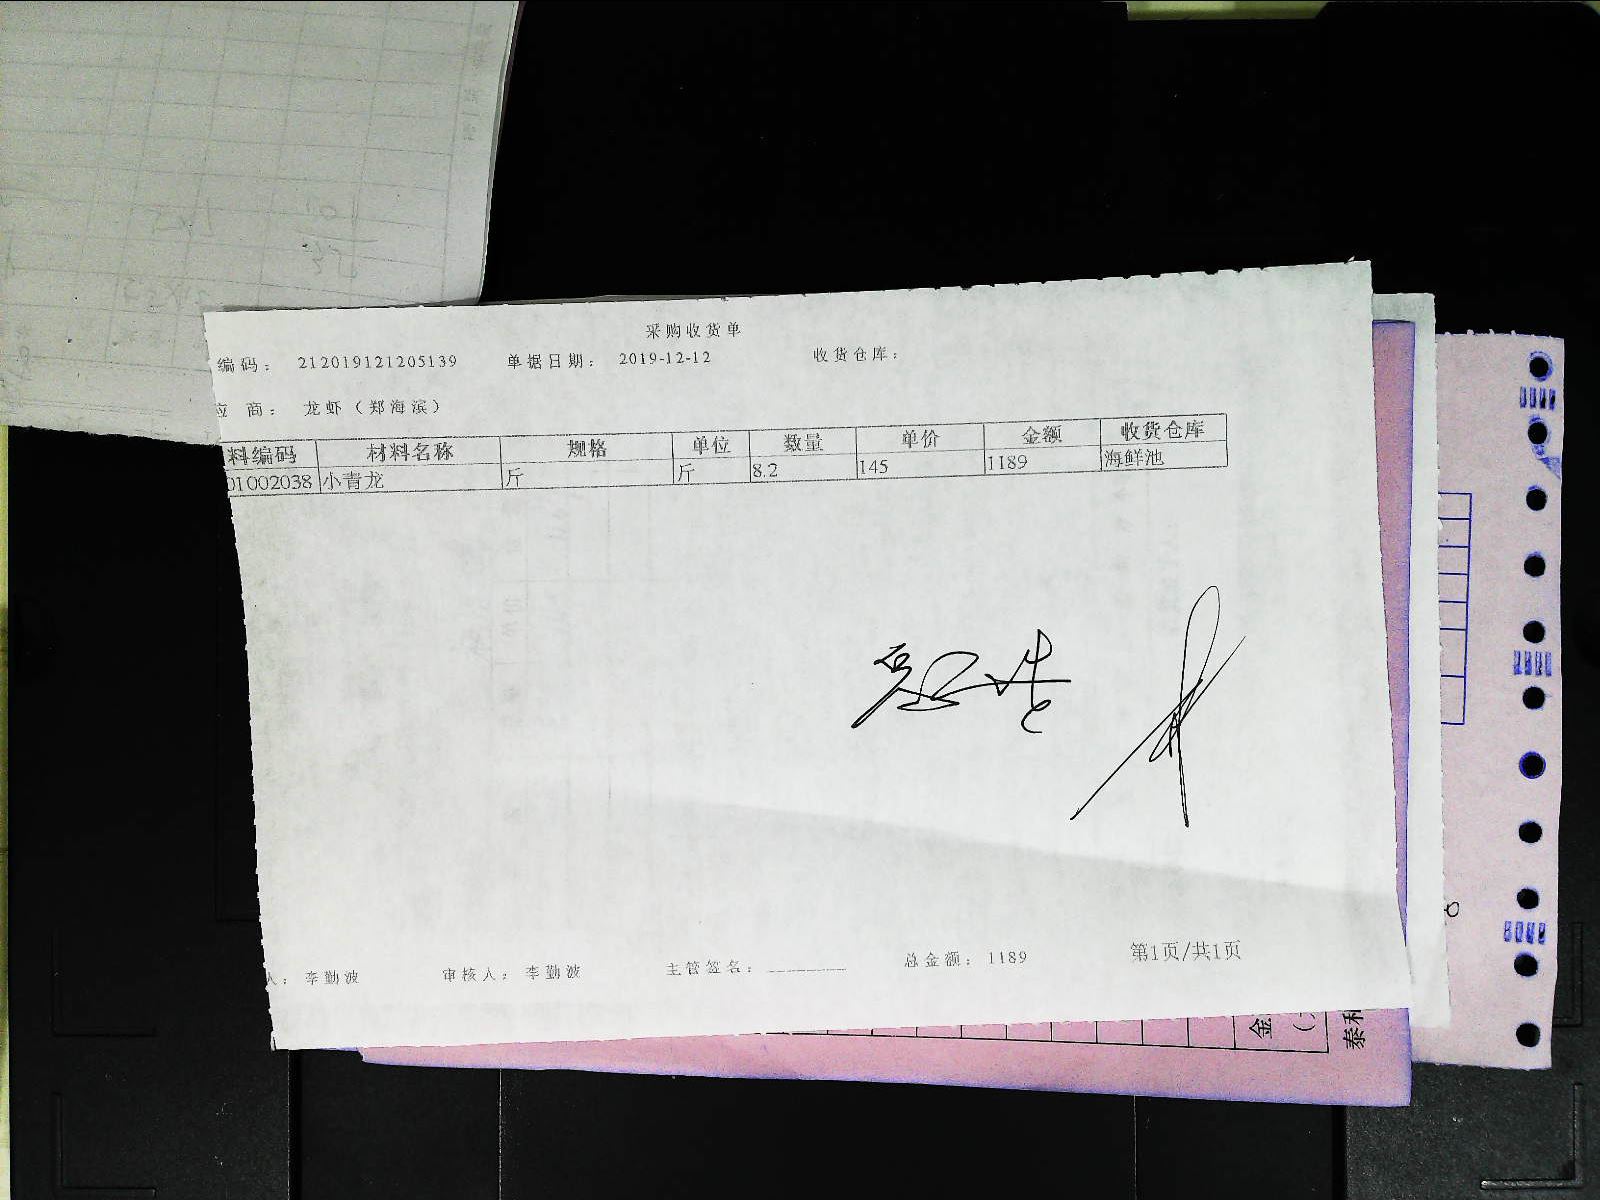 采购收货单
编码： 212019121205139 单据日期： 2019-12-12 收货仓库：
应 商： 龙虾（郑海滨）
料编码 材料名称 规格 单位 数量 单价 金额 收货仓库
01002038 小青龙 斤 斤 8.2 145 1189 海鲜池
人： 李勤波 审核人： 李勤波 主管签名： 总金额： 1189 第1页/共1页
金
泰和